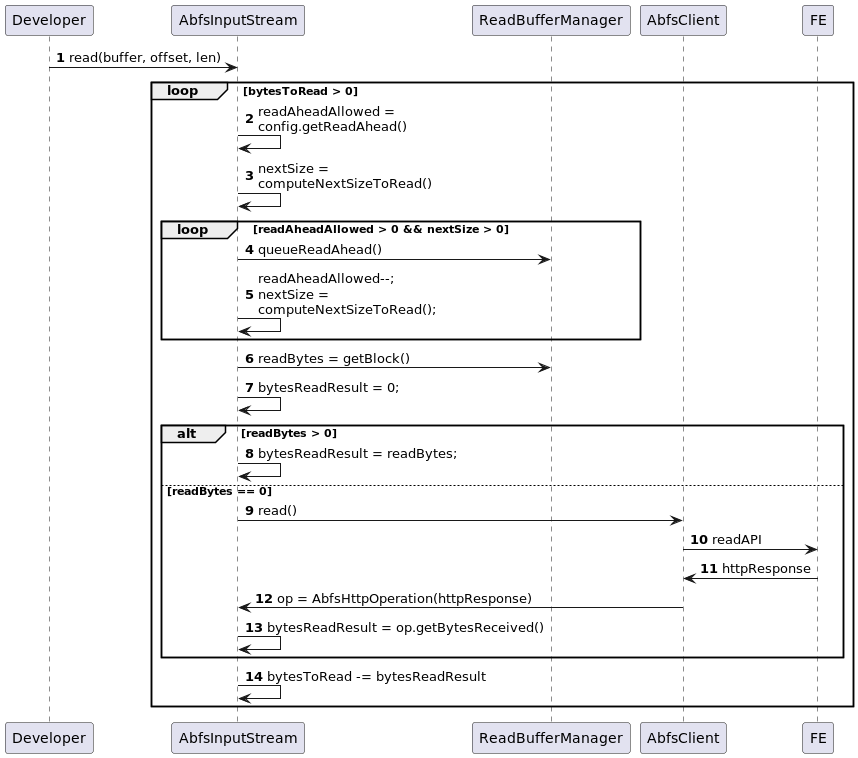 Developer AbfsInputStream ReadBufferManager AbfsClient FE
1 read(buffer, offset, len)
loop [bytesToRead > 0]
2 readAheadAllowed =
config.getReadAhead()
3 nextSize =
computeNextSizeToRead()
loop [readAheadAllowed > 0 && nextSize > 0]
4 queueReadAhead()
readAheadAllowed--;
5 nextSize =
computeNextSizeToRead();
6 readBytes = getBlock()
7 bytesReadResult = 0;
alt [readBytes > 0]
8 bytesReadResult = readBytes;
[readBytes == 0]
9 read()
10 readAPI
11 httpResponse
12 op = AbfsHttpOperation(httpResponse)
13 bytesReadResult = op.getBytesReceived()
14 bytesToRead -= bytesReadResult
Developer AbfsInputStream ReadBufferManager AbfsClient FE